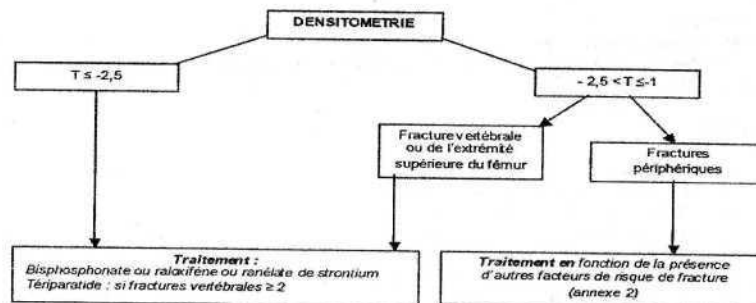 DENSITOMETRIE
T ≤ -2,5
- 2,5 < T ≤-1
Fracture vertébrale
ou de l'extrémité
supérieure du fémur
Fractures
périphériques
Traitement :
Bisphosphonate ou raloxifène ou ranélate de strontium
Tériparatide : si fractures vertébrales ≥ 2
Traitement en fonction de la présence
d'autres facteurs de risque de fracture
(annexe 2)